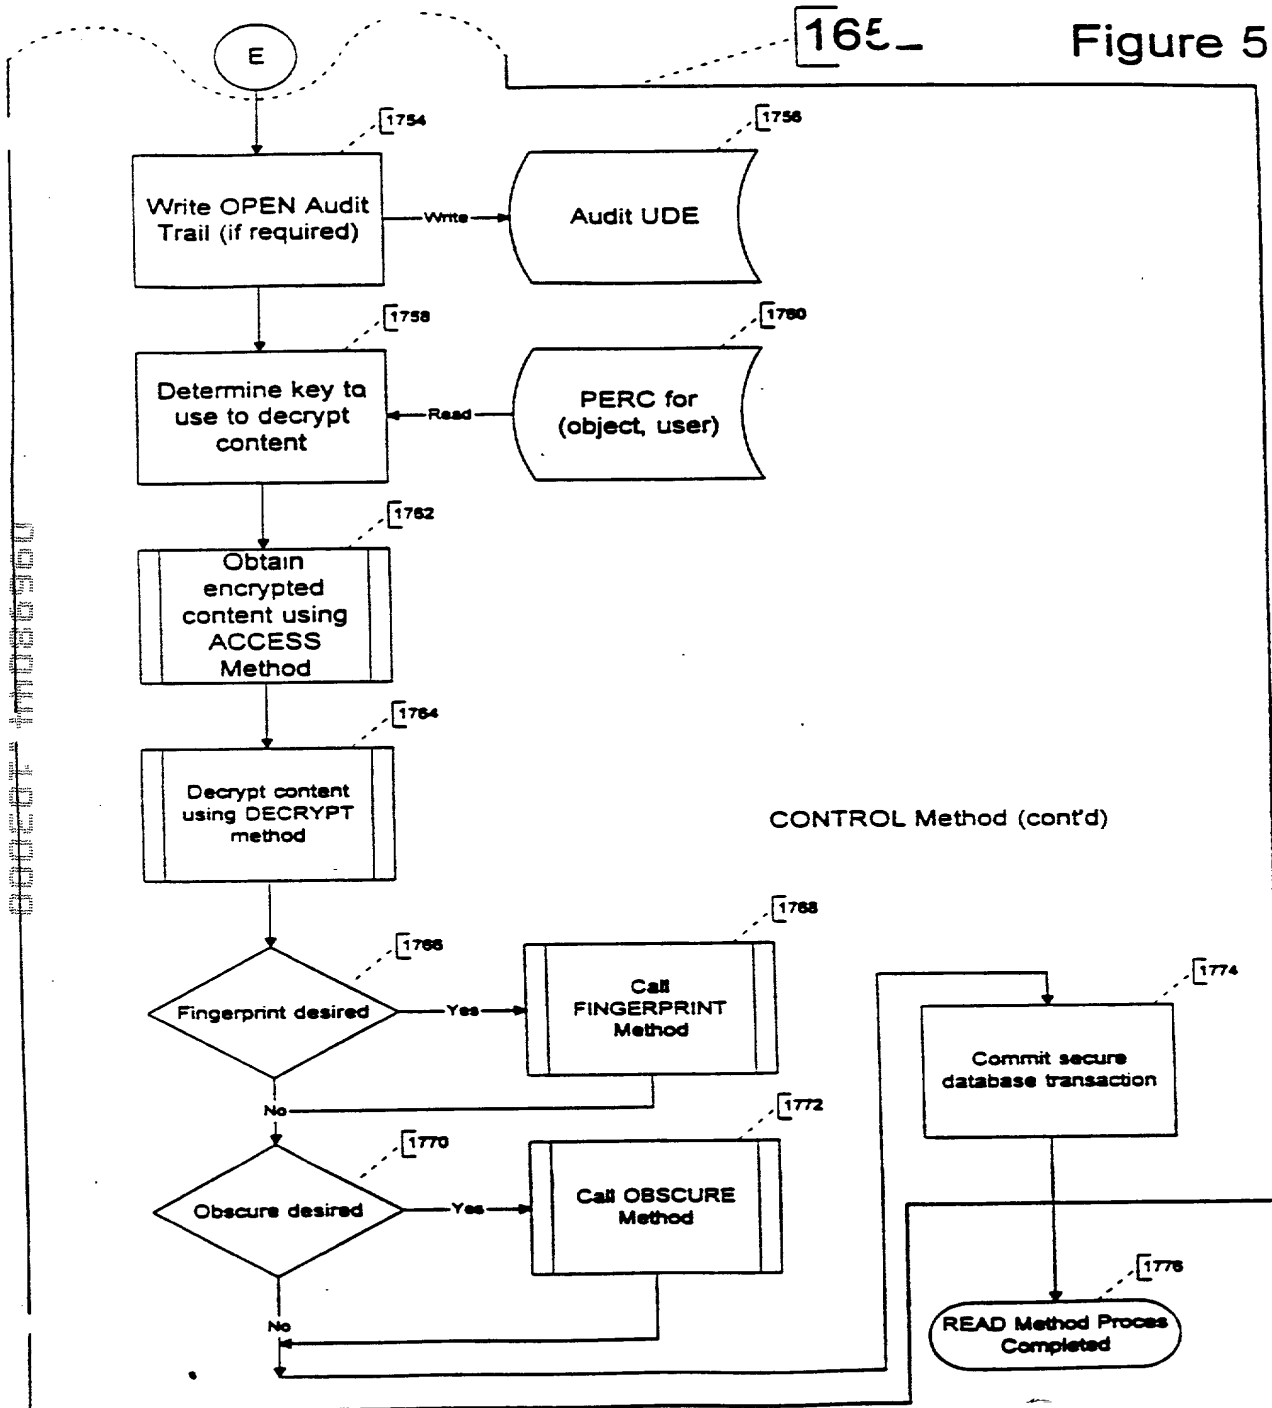 E
165_
Figure 5
1754
Write OPEN Audit
Trail (if required)
Write
1756
Audit UDE
1758
Determine key to
use to decrypt
content
Read
1760
PERC for
(object, user)
1762
Obtain
encrypted
content using
ACCESS
Method
1764
Decrypt content
using DECRYPT
method
CONTROL Method (cont'd)
1766
Fingerprint desired
Yes
1768
Call
FINGERPRINT
Method
No
1770
Obscure desired
Yes
1772
Call OBSCURE
Method
No
1774
Commit secure
database transaction
1776
READ Method Proces
Completed